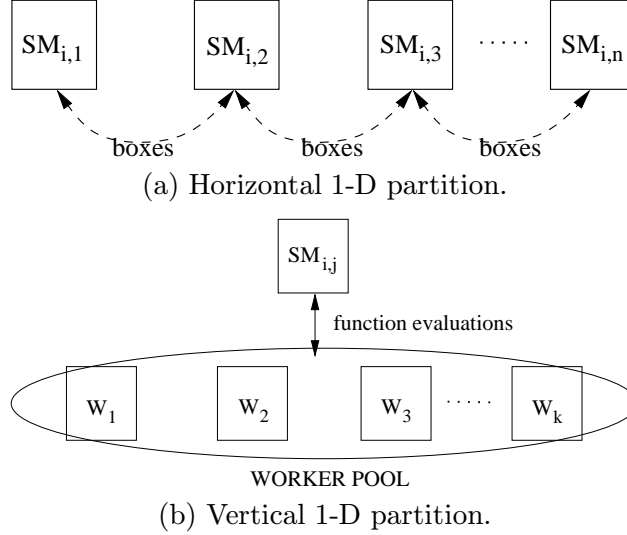 SM_{i,1} SM_{i,2} SM_{i,3} ..... SM_{i,n}
boxes boxes boxes
(a) Horizontal 1-D partition.
SM_{i,j}
function evaluations
W_1 W_2 W_3 ..... W_k
WORKER POOL
(b) Vertical 1-D partition.